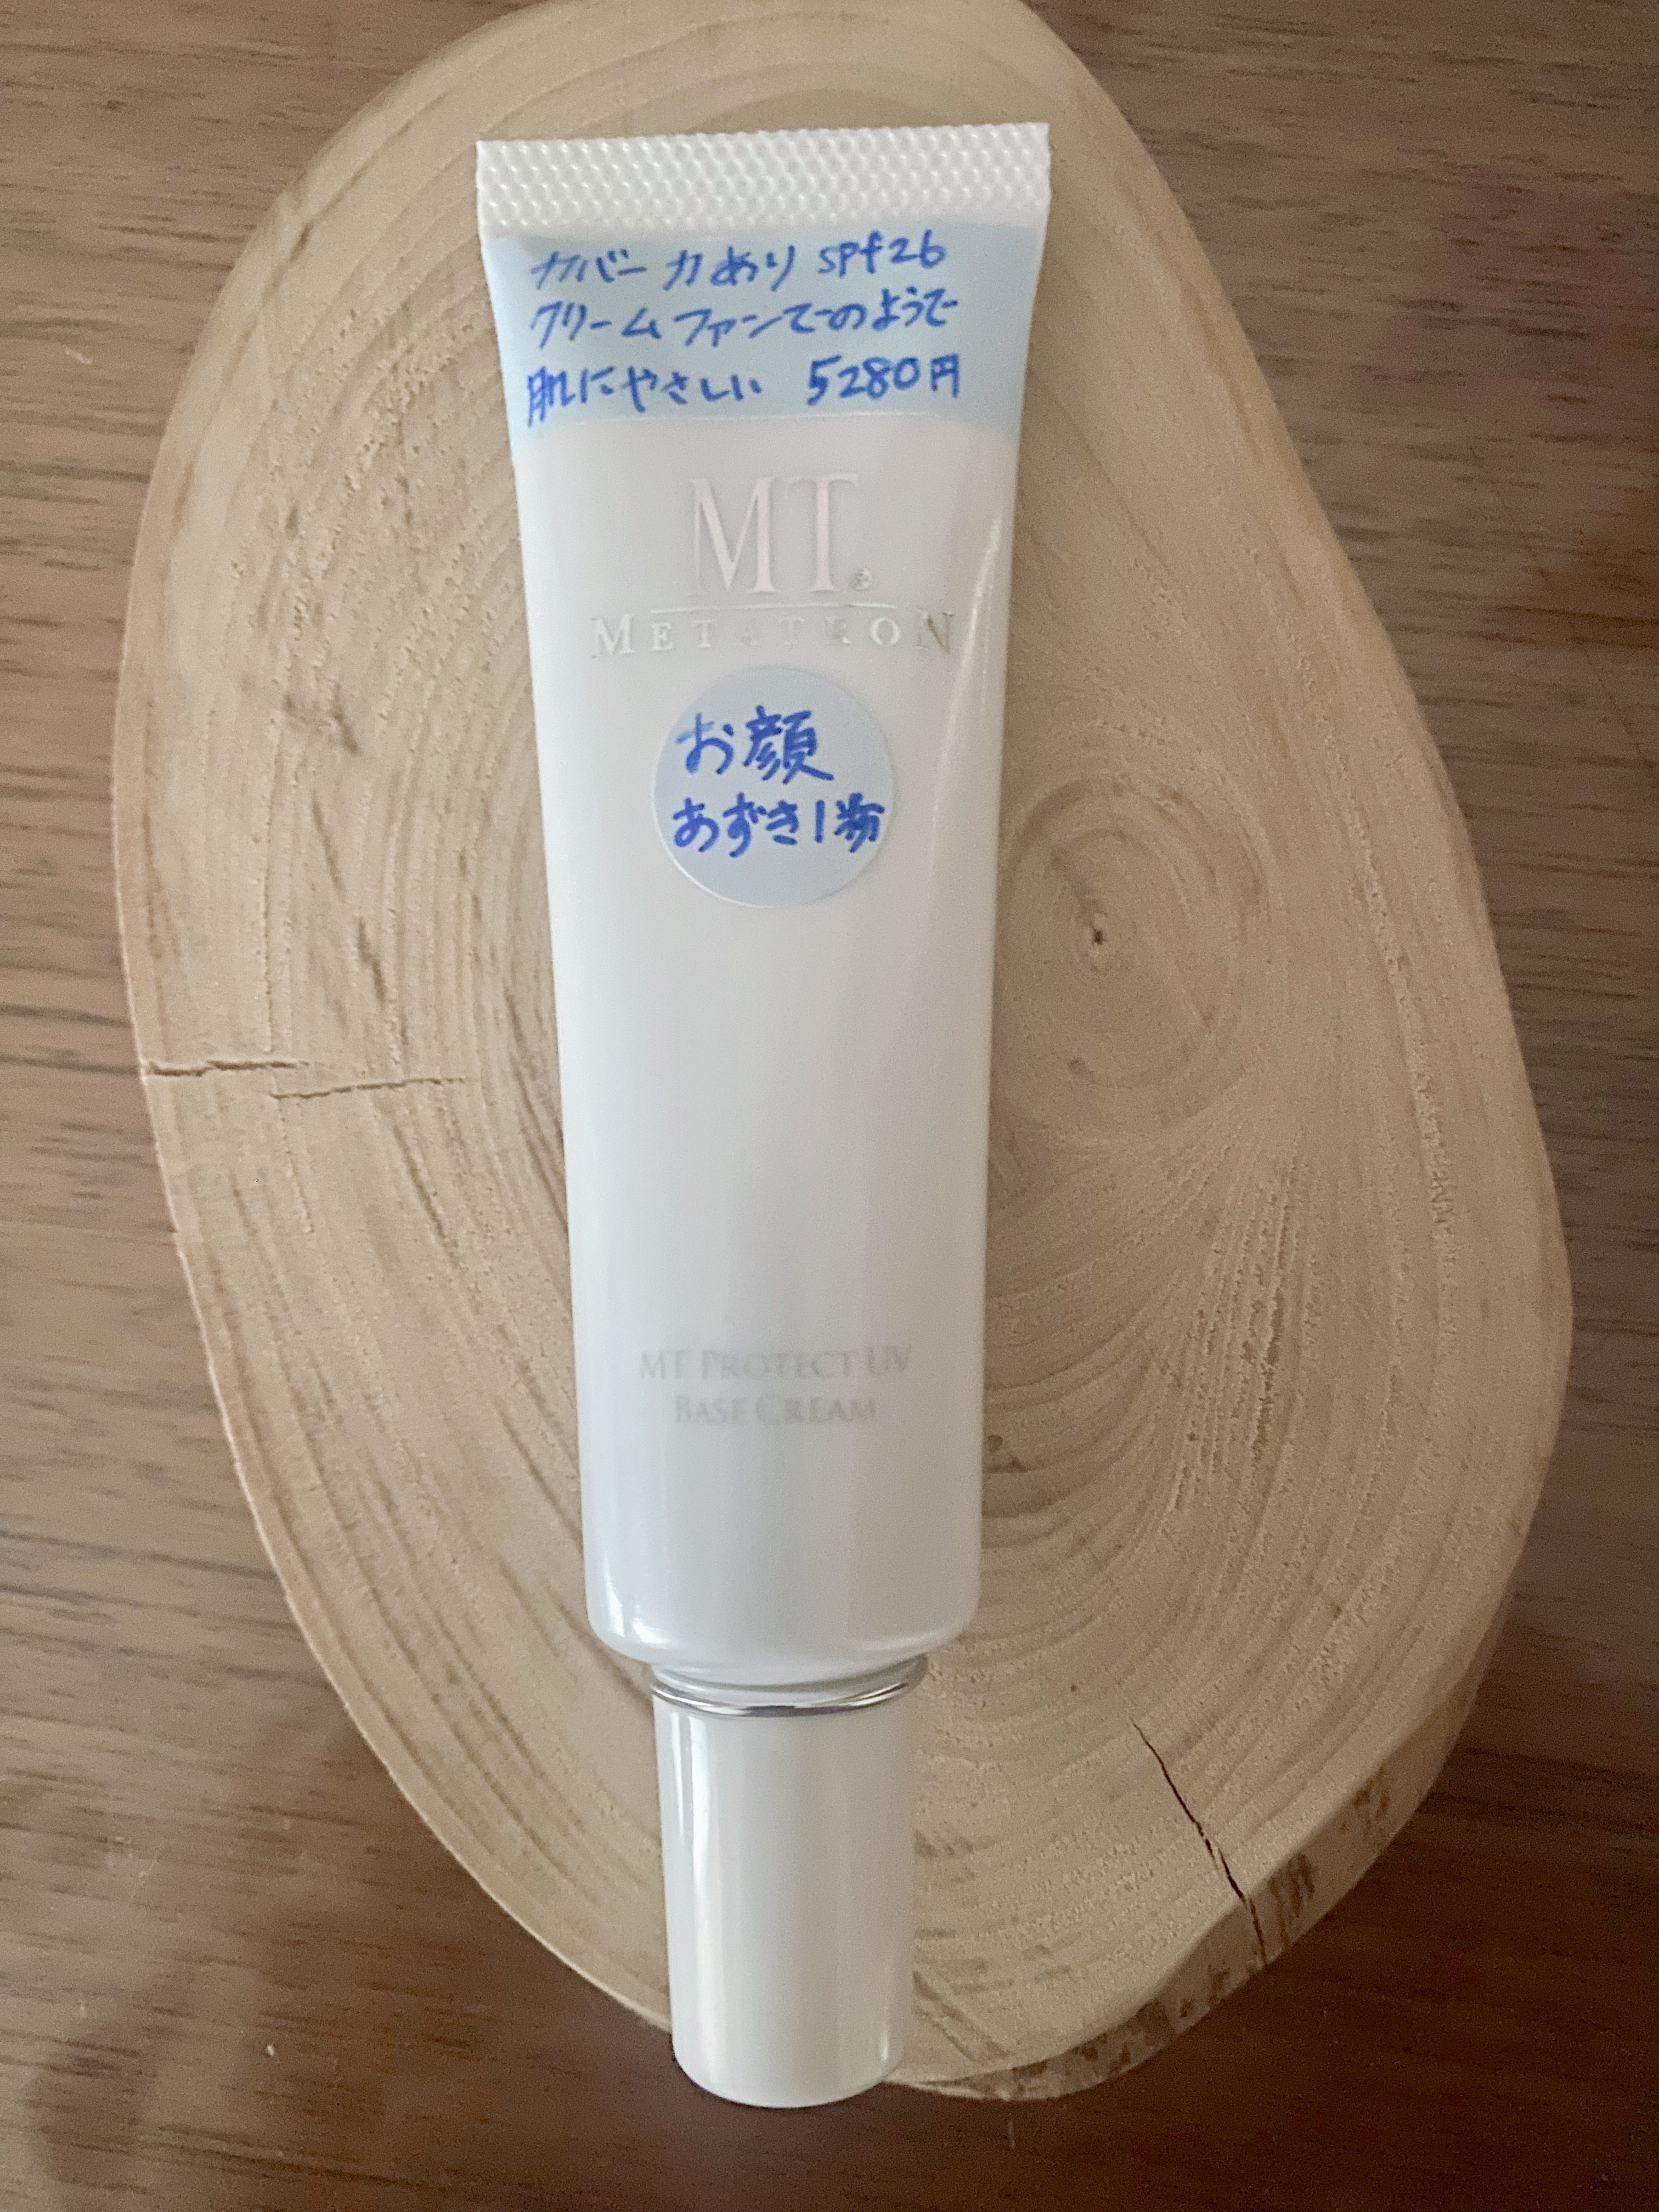 カバー力あり spf26
クリームファンデのようで
肌にやさしい 5280円
MT®
METATRON
お顔
あずき1粒
MT PROTECT UV
BASE CREAM